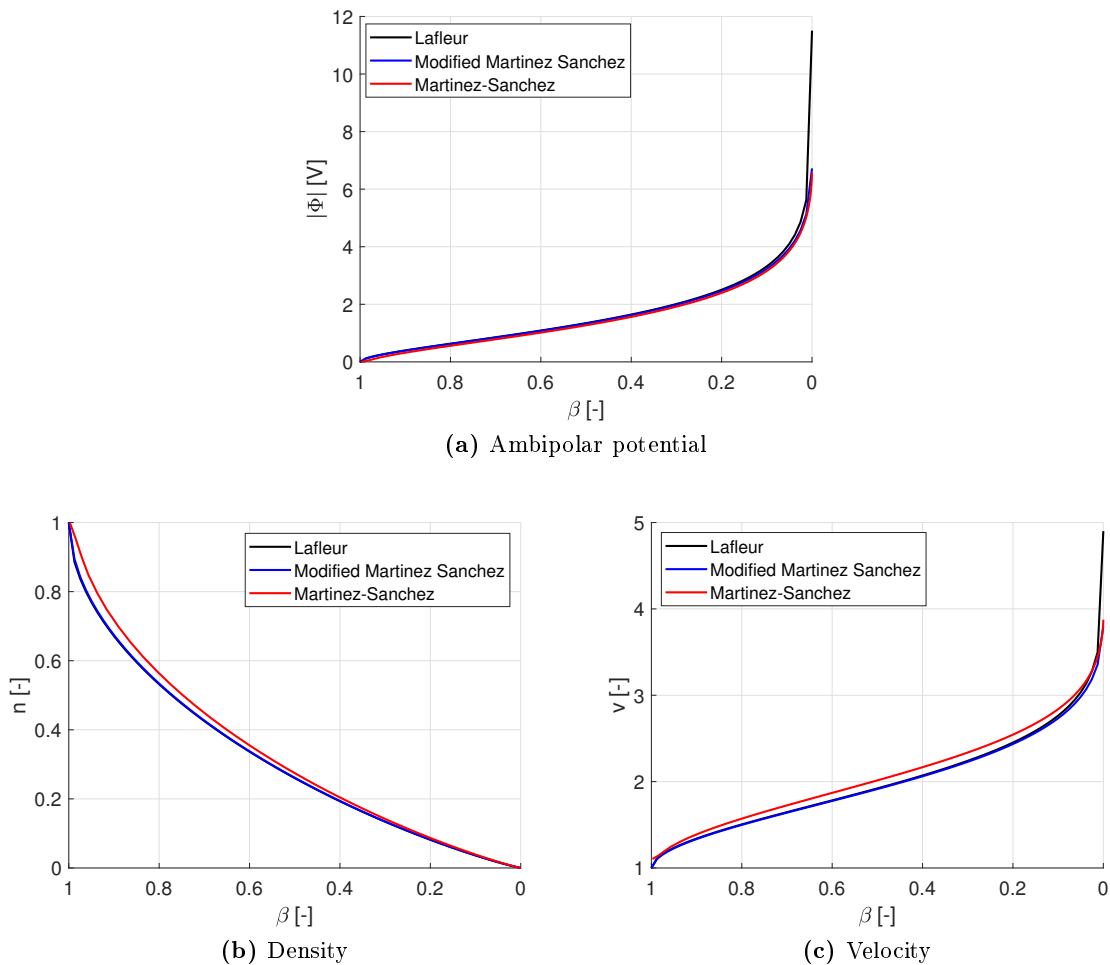 12
10
8
6
4
2
0
|Φ| [V]
Lafleur
Modified Martinez Sanchez
Martinez-Sanchez
1 0.8 0.6 0.4 0.2 0
β [-]
(a) Ambipolar potential
1
0.8
0.6
0.4
0.2
0
n [-]
Lafleur
Modified Martinez Sanchez
Martinez-Sanchez
1 0.8 0.6 0.4 0.2 0
β [-]
(b) Density
5
4
3
2
1
v [-]
Lafleur
Modified Martinez Sanchez
Martinez-Sanchez
1 0.8 0.6 0.4 0.2 0
β [-]
(c) Velocity